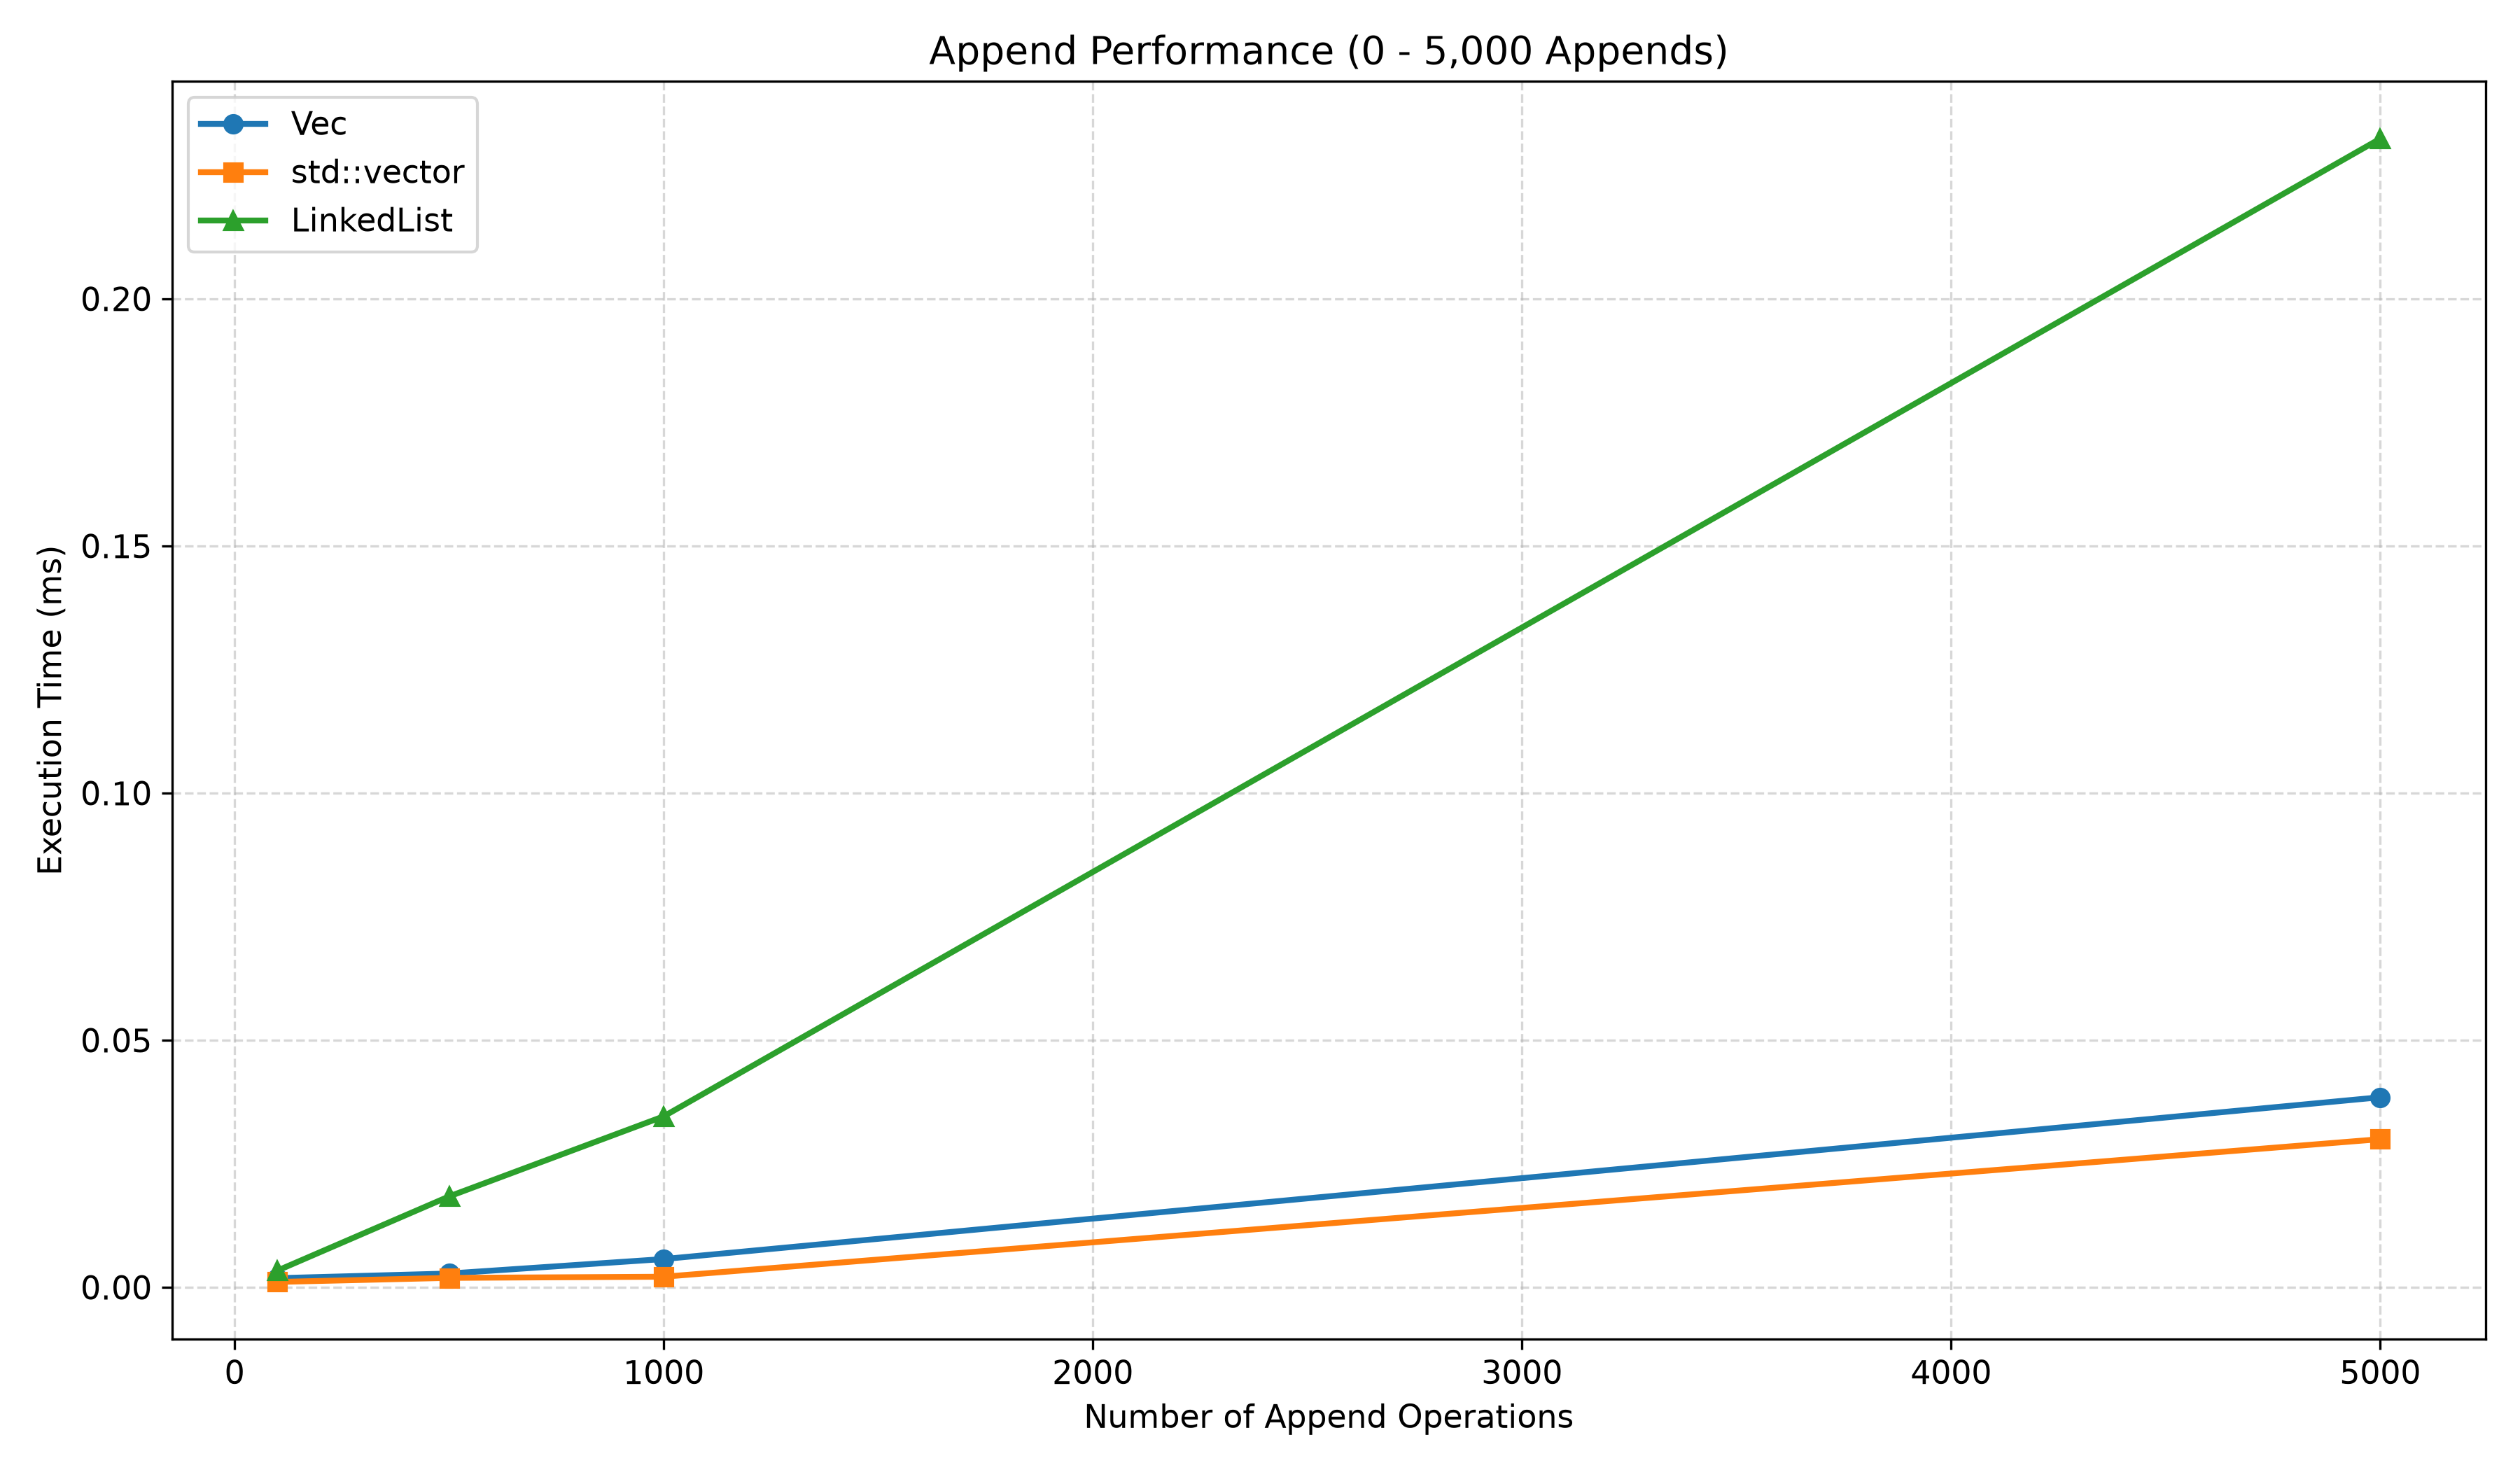 Append Performance (0 - 5,000 Appends)
Vec
std::vector
LinkedList
Execution Time (ms)
0.20
0.15
0.10
0.05
0.00
0 1000 2000 3000 4000 5000
Number of Append Operations